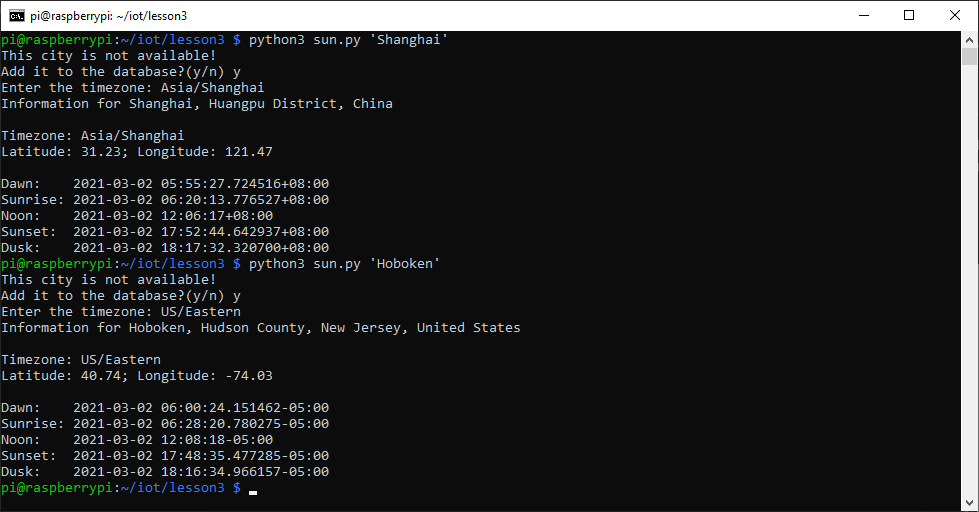 pi@raspberrypi: ~/iot/lesson3
pi@raspberrypi:~/iot/lesson3 $ python3 sun.py 'Shanghai'
This city is not available!
Add it to the database?(y/n) y
Enter the timezone: Asia/Shanghai
Information for Shanghai, Huangpu District, China
Timezone: Asia/Shanghai
Latitude: 31.23; Longitude: 121.47
Dawn:    2021-03-02 05:55:27.724516+08:00
Sunrise: 2021-03-02 06:20:13.776527+08:00
Noon:    2021-03-02 12:06:17+08:00
Sunset:  2021-03-02 17:52:44.642937+08:00
Dusk:    2021-03-02 18:17:32.320700+08:00
pi@raspberrypi:~/iot/lesson3 $ python3 sun.py 'Hoboken'
This city is not available!
Add it to the database?(y/n) y
Enter the timezone: US/Eastern
Information for Hoboken, Hudson County, New Jersey, United States
Timezone: US/Eastern
Latitude: 40.74; Longitude: -74.03
Dawn:    2021-03-02 06:00:24.151462-05:00
Sunrise: 2021-03-02 06:28:20.780275-05:00
Noon:    2021-03-02 12:08:18-05:00
Sunset:  2021-03-02 17:48:35.477285-05:00
Dusk:    2021-03-02 18:16:34.966157-05:00
pi@raspberrypi:~/iot/lesson3 $